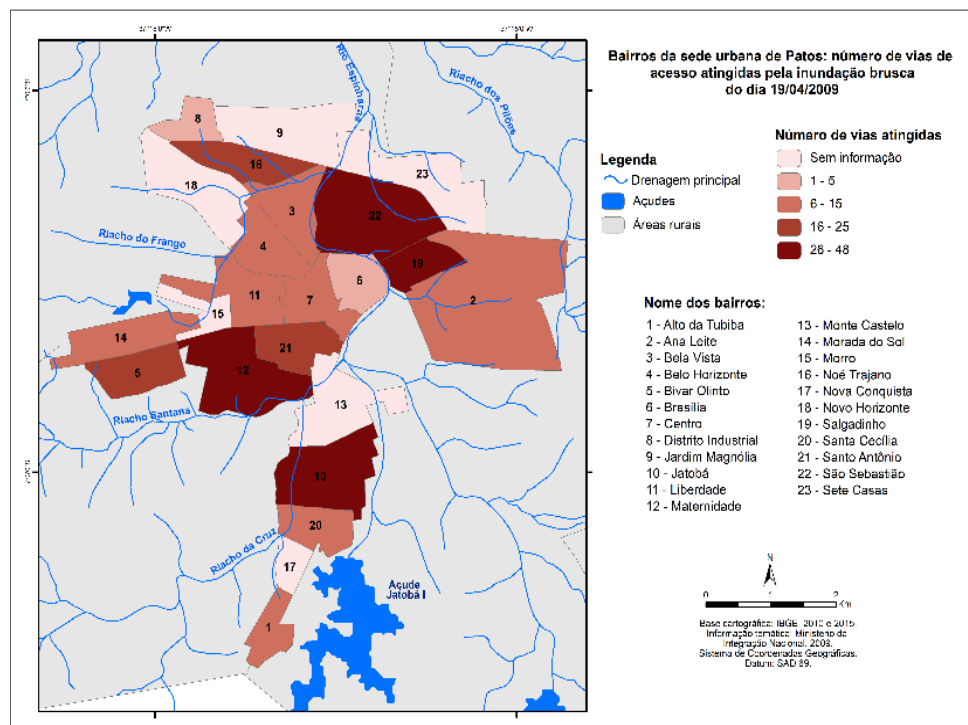 Bairros da sede urbana de Patos: número de vias de
acesso atingidas pela inundação brusca
do dia 19/04/2009
Número de vias atingidas
Sem informação
1 - 5
6 - 15
16 - 25
26 - 48
Legenda
Drenagem principal
Açudes
Áreas rurais
Nome dos bairros:
1 - Alto da Tubiba
2 - Ana Leite
3 - Bela Vista
4 - Belo Horizonte
5 - Bivar Olinto
6 - Brasília
7 - Centro
8 - Distrito Industrial
9 - Jardim Magnólia
10 - Jatobá
11 - Liberdade
12 - Maternidade
13 - Monte Castelo
14 - Morada do Sol
15 - Morro
16 - Noé Trajano
17 - Nova Conquista
18 - Novo Horizonte
19 - Salgadinho
20 - Santa Cecília
21 - Santo Antônio
22 - São Sebastião
23 - Sete Casas
Rio Espinharas
Riacho dos Pilões
8
9
16
18
23
3
22
Riacho do Frango
4
19
6
2
11
7
15
14
21
5
12
Riacho Santana
13
10
20
Riacho da Cruz
17
Açude
Jatobá I
1
N
0 1 2
Km
Base cartográfica: IBGE, 2010 e 2015.
Informação temática: Ministério da
Integração Nacional, 2009.
Sistema de Coordenadas Geográficas.
Datum: SAD 69.